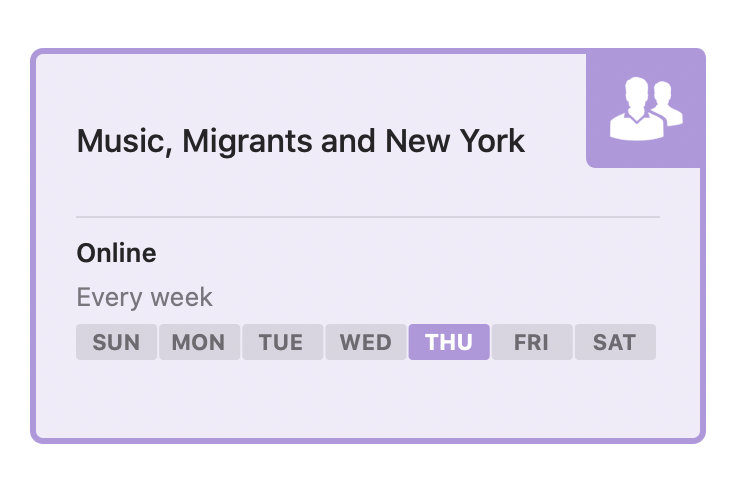 Music, Migrants and New York
Online
Every week
SUN MON TUE WED THU FRI SAT